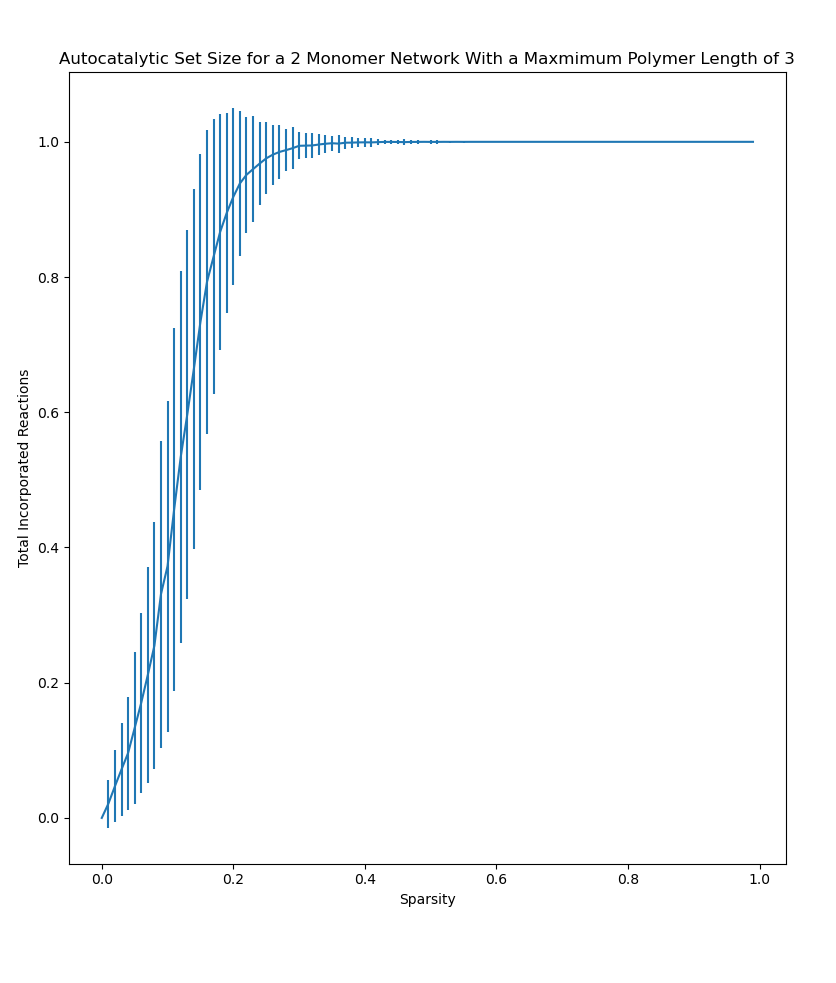 Autocatalytic Set Size for a 2 Monomer Network With a Maxmimum Polymer Length of 3
1.0
0.8
0.6
0.4
0.2
0.0
Total Incorporated Reactions
0.0 0.2 0.4 0.6 0.8 1.0
Sparsity